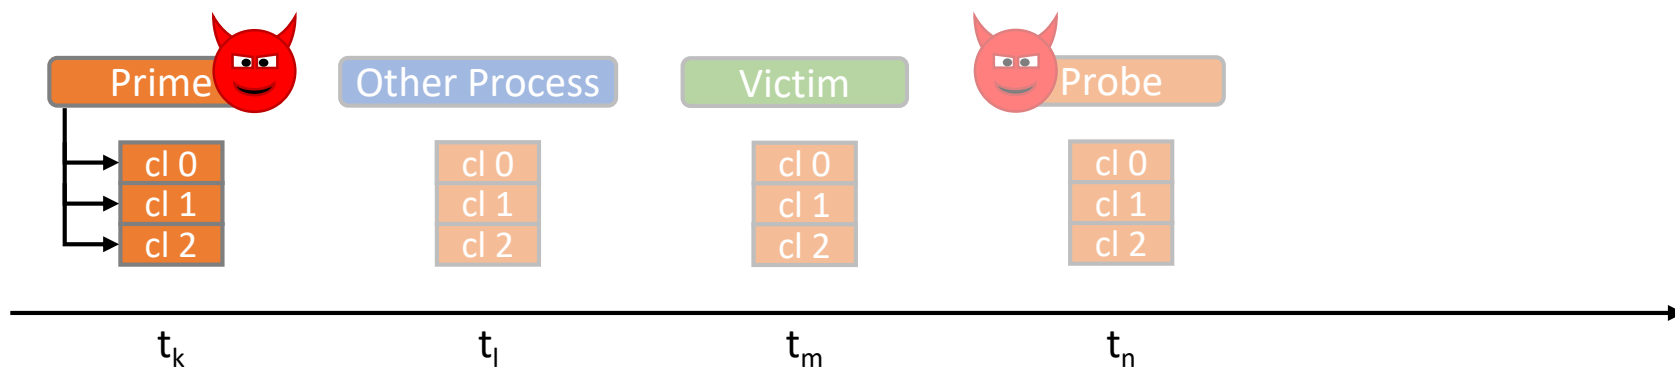 Prime Other Process Victim Probe
cl 0 cl 0 cl 0 cl 0
cl 1 cl 1 cl 1 cl 1
cl 2 cl 2 cl 2 cl 2
tk tl tm tn